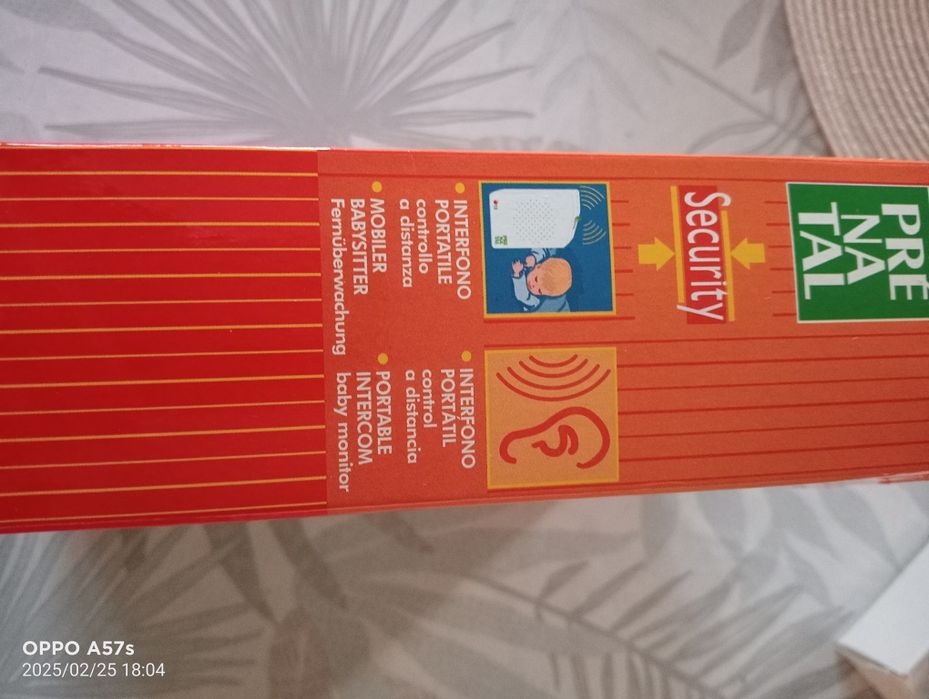 PRÉ
NA
TAL
Security
• INTERFONO
PORTATILE
controllo
a distanza
• MOBILER
BABYSITTER
Fernüberwachung
• INTERFONO
PORTÁTIL
control
a distancia
• PORTABLE
INTERCOM
baby monitor
OPPO A57s
2025/02/25 18:04